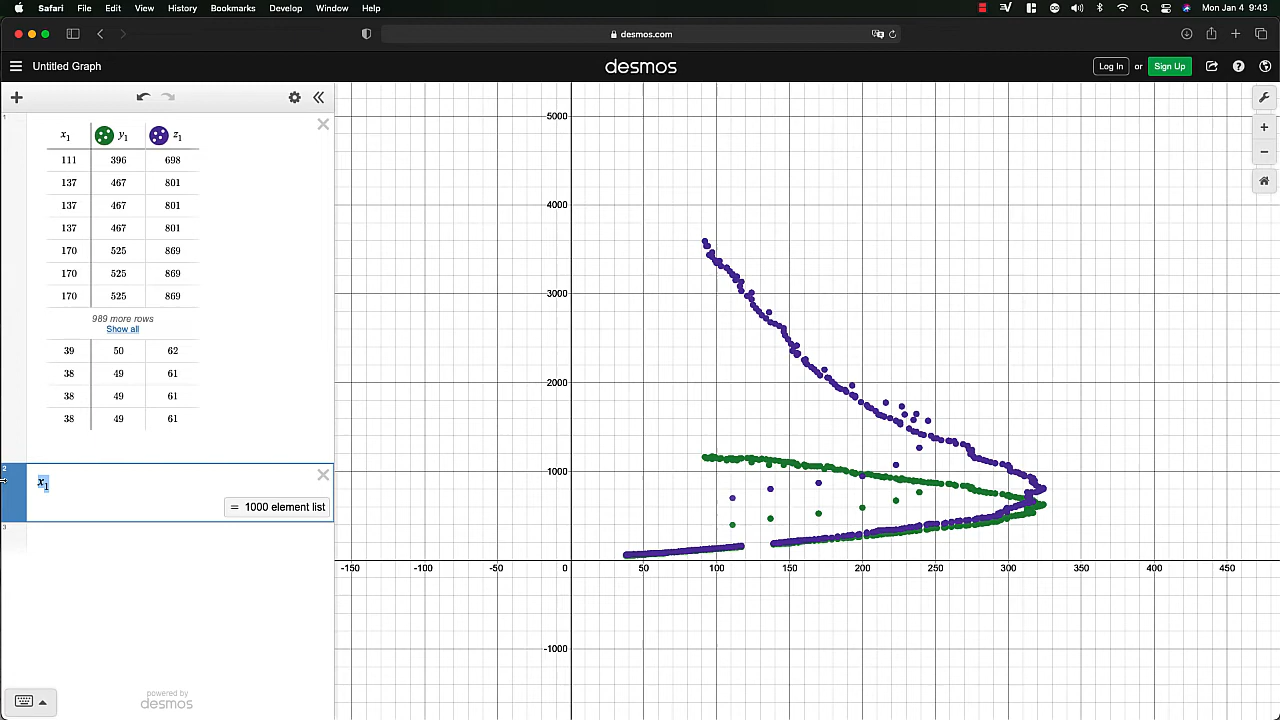 Safari File Edit View History Bookmarks Develop Window Help Mon Jan 4 9:43
desmos.com
Untitled Graph desmos Log In or Sign Up
1
x1 y1 z1
111 396 698
137 467 801
137 467 801
137 467 801
170 525 869
170 525 869
170 525 869
989 more rows
Show all
39 50 62
38 49 61
38 49 61
38 49 61
2
x1
= 1000 element list
3
powered by
desmos
5000
4000
3000
2000
1000
-150 -100 -50 0 50 100 150 200 250 300 350 400 450
-1000